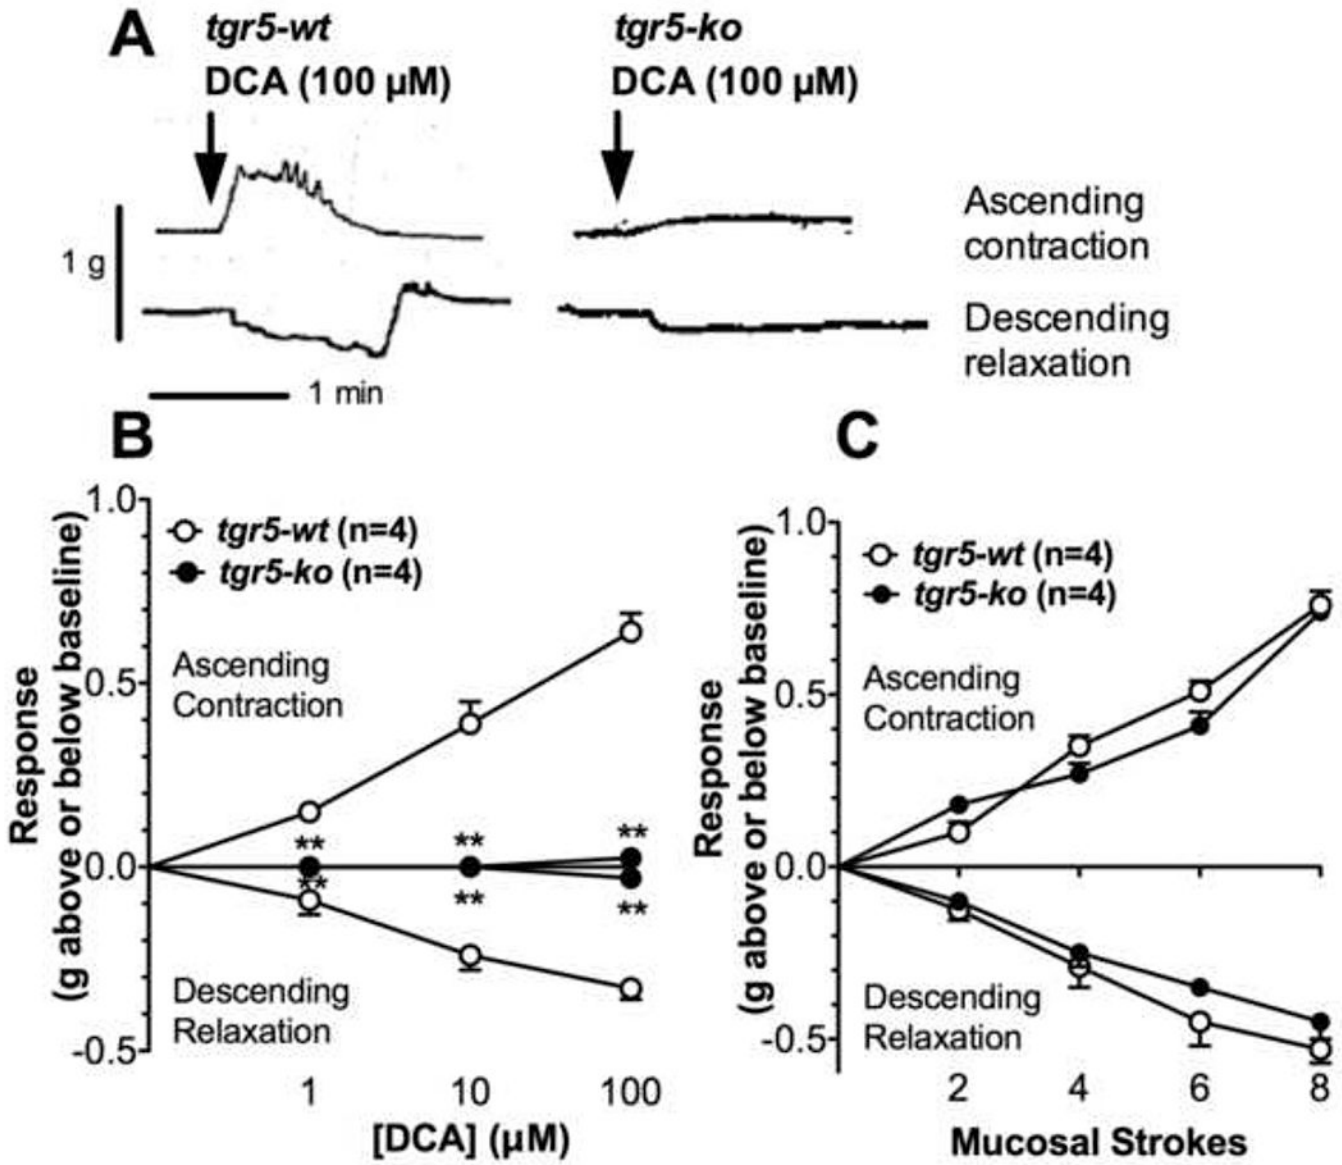 A
tgr5-wt
DCA (100 µM)
tgr5-ko
DCA (100 µM)
1 g
Ascending
contraction
Descending
relaxation
1 min
B
Response
(g above or below baseline)
1.0
0.5
0.0
-0.5
tgr5-wt (n=4)
tgr5-ko (n=4)
Ascending
Contraction
**
**
**
**
**
**
Descending
Relaxation
1 10 100
[DCA] (µM)
C
Response
(g above or below baseline)
1.0
0.5
0.0
-0.5
tgr5-wt (n=4)
tgr5-ko (n=4)
Ascending
Contraction
Descending
Relaxation
2 4 6 8
Mucosal Strokes